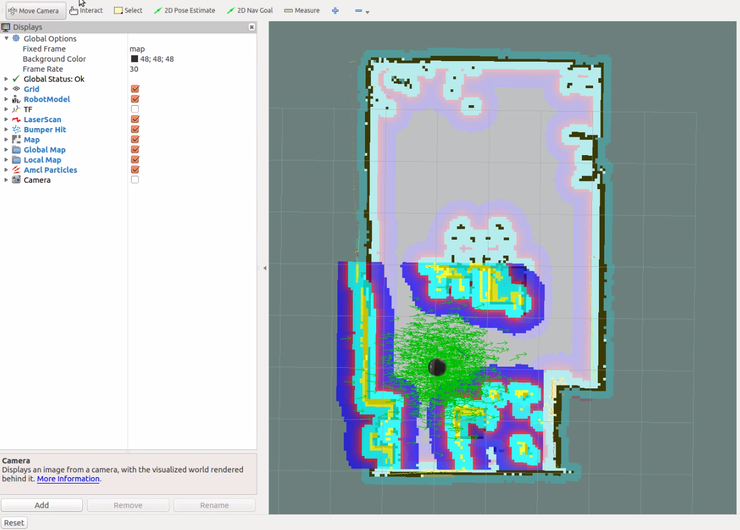 Move Camera Interact Select 2D Pose Estimate 2D Nav Goal Measure
Displays
Global Options
Fixed Frame map
Background Color 48; 48; 48
Frame Rate 30
Global Status: Ok
Grid
RobotModel
TF
LaserScan
Bumper Hit
Map
Global Map
Local Map
Amcl Particles
Camera
Camera
Displays an image from a camera, with the visualized world rendered
behind it. More Information.
Add Remove Rename
Reset